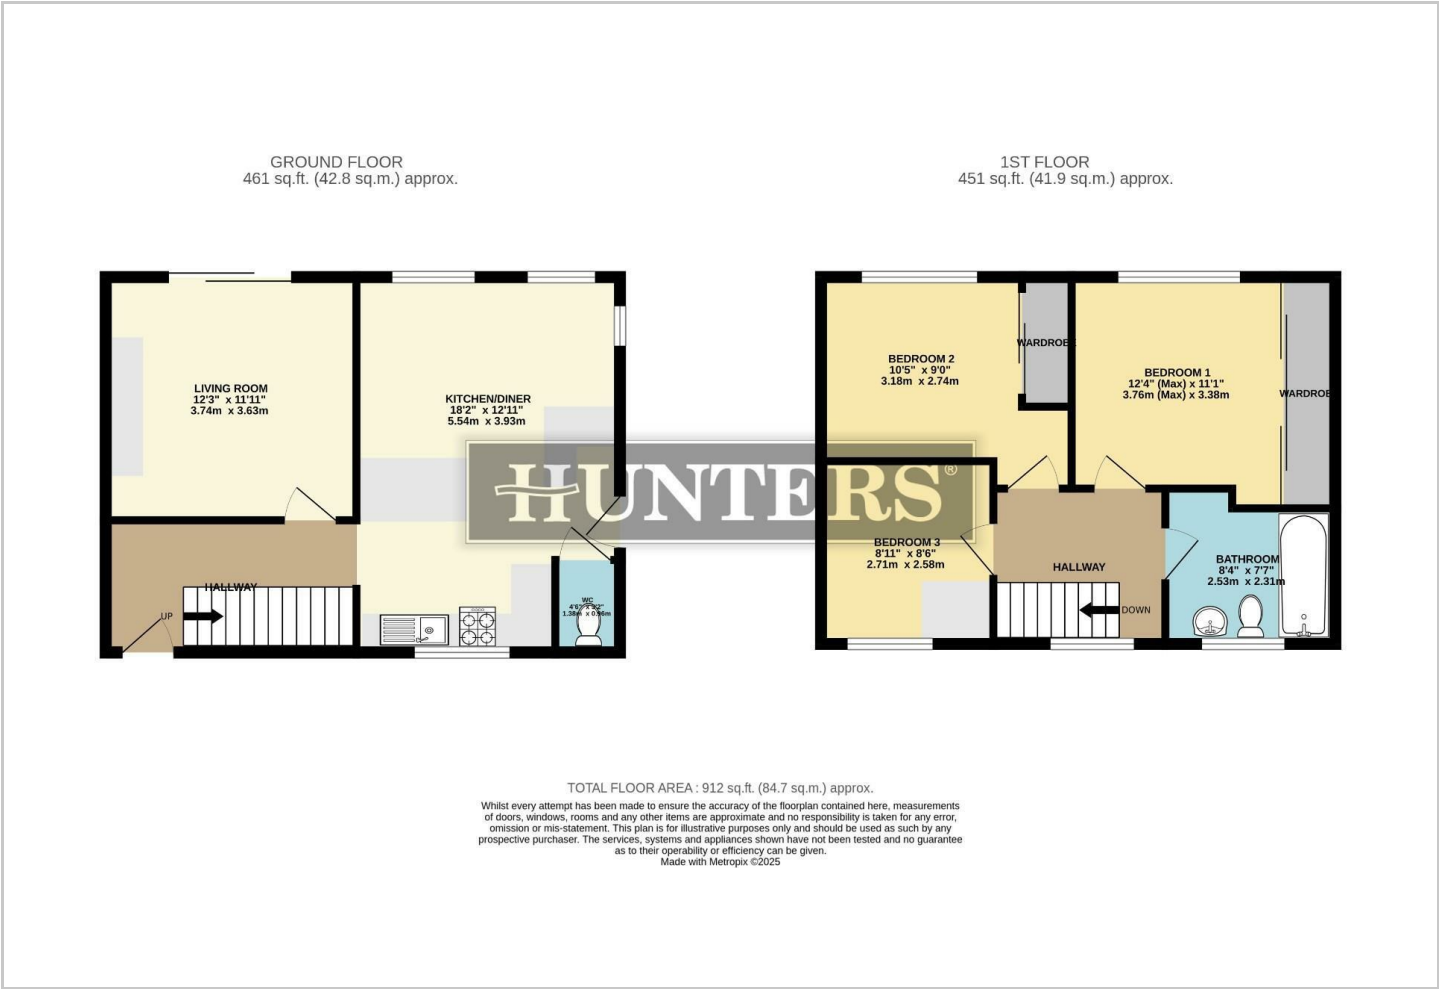 GROUND FLOOR
461 sq.ft. (42.8 sq.m.) approx.
1ST FLOOR
451 sq.ft. (41.9 sq.m.) approx.
LIVING ROOM
12'3" x 11'11"
3.74m x 3.63m
KITCHEN/DINER
18'2" x 12'11"
5.54m x 3.93m
HALLWAY
UP
WC
BEDROOM 2
10'5" x 9'0"
3.18m x 2.74m
WARDROBE
BEDROOM 1
12'4" (Max) x 11'1"
3.76m (Max) x 3.38m
WARDROBE
HUNTERS®
BEDROOM 3
8'11" x 8'6"
2.71m x 2.58m
HALLWAY
DOWN
BATHROOM
8'4" x 7'7"
2.53m x 2.31m
TOTAL FLOOR AREA : 912 sq.ft. (84.7 sq.m.) approx.
Whilst every attempt has been made to ensure the accuracy of the floorplan contained here, measurements
of doors, windows, rooms and any other items are approximate and no responsibility is taken for any error,
omission or mis-statement. This plan is for illustrative purposes only and should be used as such by any
prospective purchaser. The services, systems and appliances shown have not been tested and no guarantee
as to their operability or efficiency can be given.
Made with Metropix ©2025